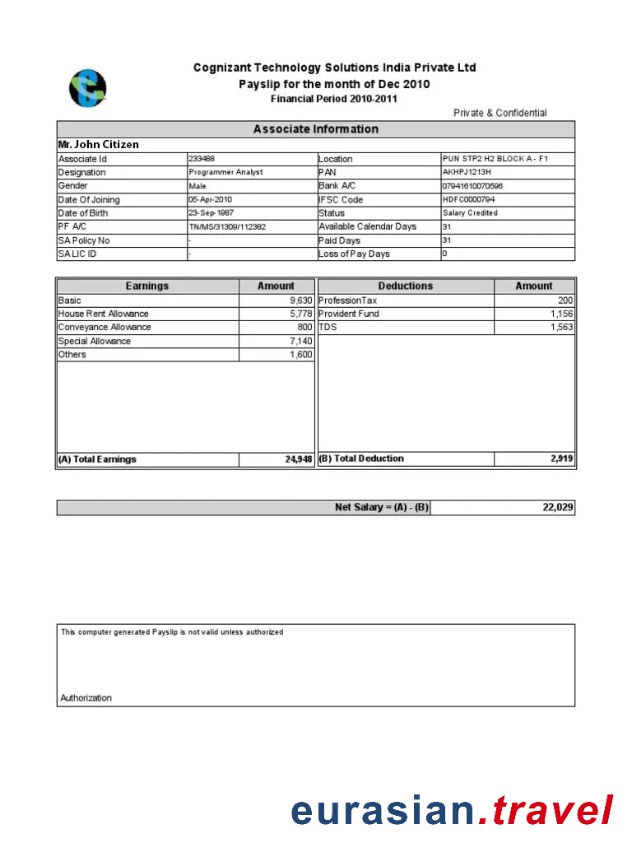 Cognizant Technology Solutions India Private Ltd
Payslip for the month of Dec 2010
Financial Period 2010-2011
Private & Confidential
Associate Information
Mr. John Citizen
Associate Id 233488 Location PUN STP2 H2 BLOCK A - F1
Designation Programmer Analyst PAN AKHPJ1213H
Gender Male Bank A/C 07941610070596
Date Of Joining 05-Apr-2010 IFSC Code HDFC0000794
Date of Birth 23-Sep-1987 Status Salary Credited
PF A/C TN/MS/31309/112382 Available Calendar Days 31
SA Policy No - Paid Days 31
SA LIC ID - Loss of Pay Days 0
Earnings Amount Deductions Amount
Basic 9,630 ProfessionTax 200
House Rent Allowance 5,778 Provident Fund 1,156
Conveyance Allowance 800 TDS 1,563
Special Allowance 7,140
Others 1,600
(A) Total Earnings 24,948 (B) Total Deduction 2,919
Net Salary = (A) - (B) 22,029
This computer generated Payslip is not valid unless authorized
Authorization
eurasian.travel